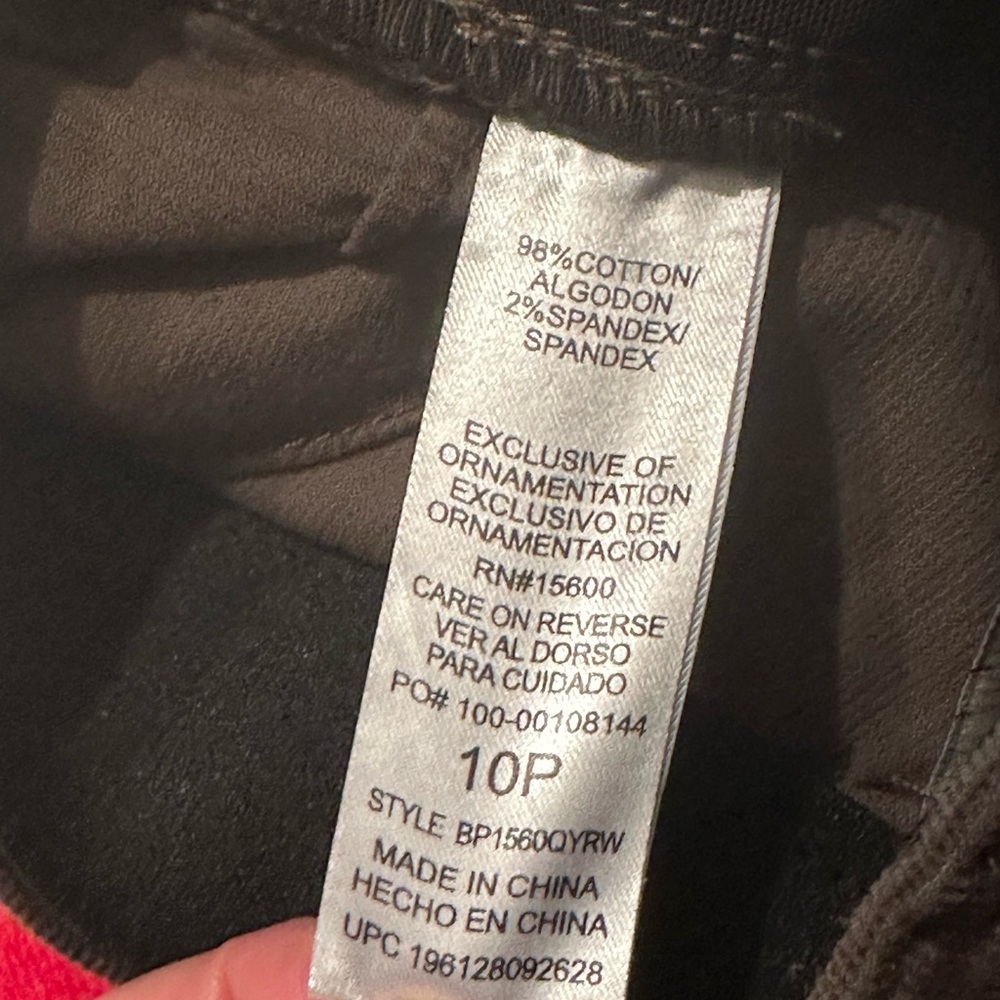 98%COTTON/
ALGODON
2%SPANDEX/
SPANDEX
EXCLUSIVE OF
ORNAMENTATION
EXCLUSIVO DE
ORNAMENTACION
RN#15600
CARE ON REVERSE
VER AL DORSO
PARA CUIDADO
PO# 100-00108144
10P
STYLE BP1560QYRW
MADE IN CHINA
HECHO EN CHINA
UPC 196128092628